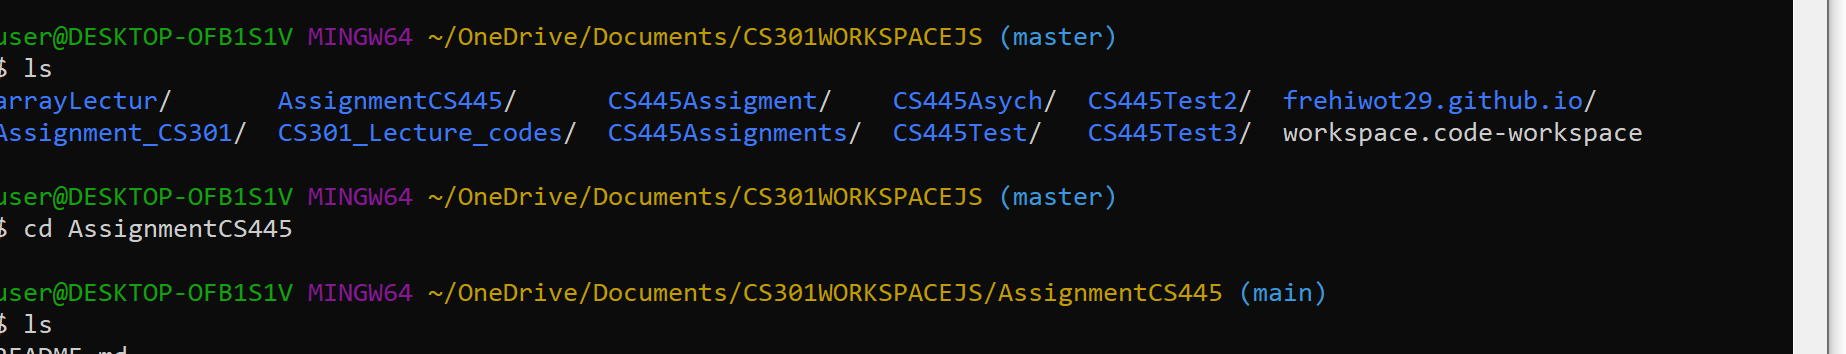 user@DESKTOP-OFB1S1V MINGW64 ~/OneDrive/Documents/CS301WORKSPACEJS (master)
$ ls
arrayLectur/       AssignmentCS445/      CS445Assigment/    CS445Asych/  CS445Test2/  frehiwot29.github.io/
Assignment_CS301/  CS301_Lecture_codes/  CS445Assignments/  CS445Test/   CS445Test3/  workspace.code-workspace
user@DESKTOP-OFB1S1V MINGW64 ~/OneDrive/Documents/CS301WORKSPACEJS (master)
$ cd AssignmentCS445
user@DESKTOP-OFB1S1V MINGW64 ~/OneDrive/Documents/CS301WORKSPACEJS/AssignmentCS445 (main)
$ ls
README.md